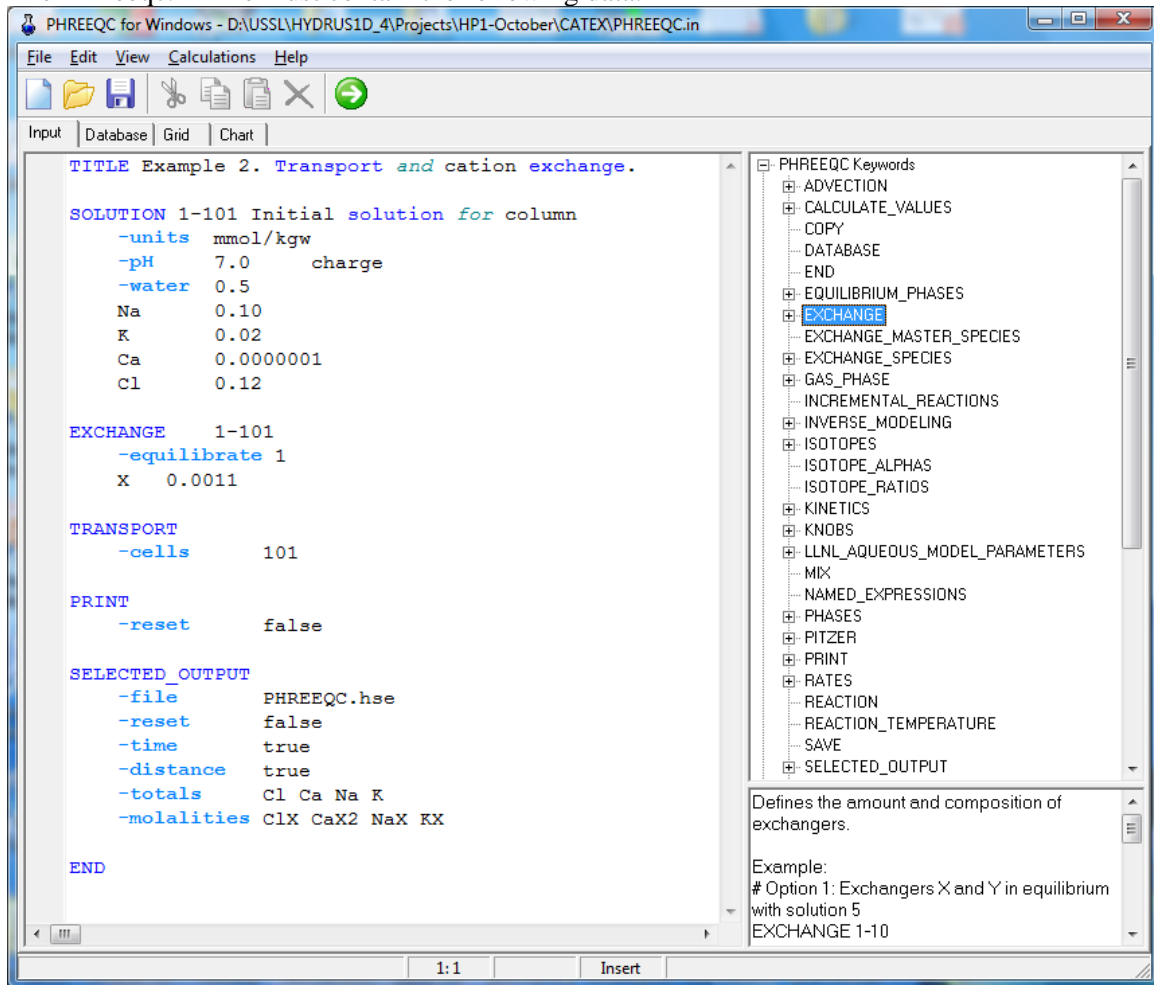 PHREEQC for Windows - D:\USSL\HYDRUS1D_4\Projects\HP1-October\CATEX\PHREEQC.in
File Edit View Calculations Help
Input Database Grid Chart
TITLE Example 2. Transport and cation exchange.
SOLUTION 1-101 Initial solution for column
-units mmol/kgw
-pH 7.0 charge
-water 0.5
Na 0.10
K 0.02
Ca 0.0000001
Cl 0.12
EXCHANGE 1-101
-equilibrate 1
X 0.0011
TRANSPORT
-cells 101
PRINT
-reset false
SELECTED_OUTPUT
-file PHREEQC.hse
-reset false
-time true
-distance true
-totals Cl Ca Na K
-molalities ClX CaX2 NaX KX
END
PHREEQC Keywords
ADVECTION
CALCULATE_VALUES
COPY
DATABASE
END
EQUILIBRIUM_PHASES
EXCHANGE
EXCHANGE_MASTER_SPECIES
EXCHANGE_SPECIES
GAS_PHASE
INCREMENTAL_REACTIONS
INVERSE_MODELING
ISOTOPES
ISOTOPE_ALPHAS
ISOTOPE_RATIOS
KINETICS
KNOBS
LLNL_AQUEOUS_MODEL_PARAMETERS
MIX
NAMED_EXPRESSIONS
PHASES
PITZER
PRINT
RATES
REACTION
REACTION_TEMPERATURE
SAVE
SELECTED_OUTPUT
Defines the amount and composition of
exchangers.
Example:
# Option 1: Exchangers X and Y in equilibrium
with solution 5
EXCHANGE 1-10
1:1 Insert